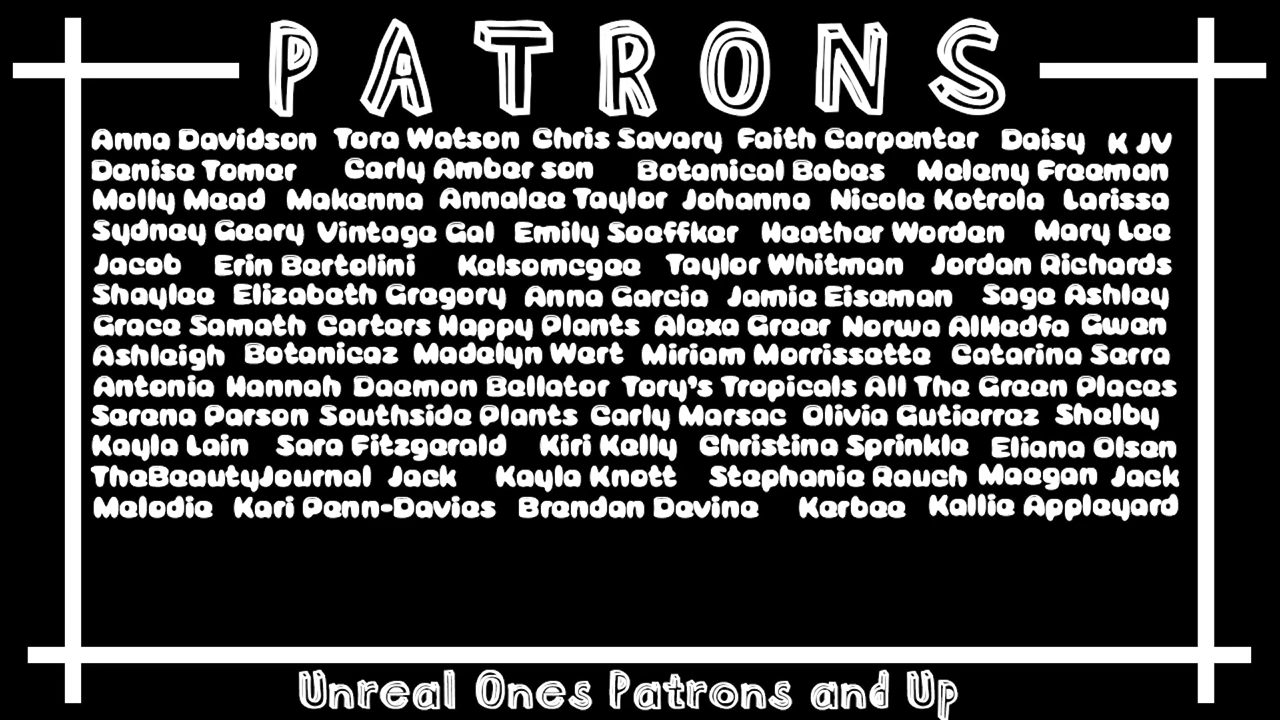 PATRONS
Anna Davidson Tora Watson Chris Savary Faith Carpenter Daisy K JV
Denise Tomer Carly Amber son Botanical Babes Meleny Freeman
Molly Mead Makenna Annalee Taylor Johanna Nicole Kotrola Larissa
Sydney Geary Vintage Gal Emily Soeffker Heather Worden Mary Lee
Jacob Erin Bertolini Kelsomcgee Taylor Whitman Jordan Richards
Shaylee Elizabeth Gregory Anna Garcia Jamie Eiseman Sage Ashley
Grace Samath Carters Happy Plants Alexa Greer Norwa AlHedfa Gwen
Ashleigh Botanicaz Madelyn Wert Miriam Morrissette Catarina Serra
Antonia Hannah Daemon Bellator Tory's Tropicals All The Green Places
Serena Parson Southside Plants Carly Marsac Olivia Gutierrez Shelby
Kayla Lain Sara Fitzgerald Kiri Kelly Christina Sprinkle Eliana Olsen
TheBeautyJournal Jack Kayla Knott Stephanie Rauch Maegan Jack
Melodie Kari Penn-Davies Brendan Devine Kerbee Kallie Appleyard
Unreal Ones Patrons and Up